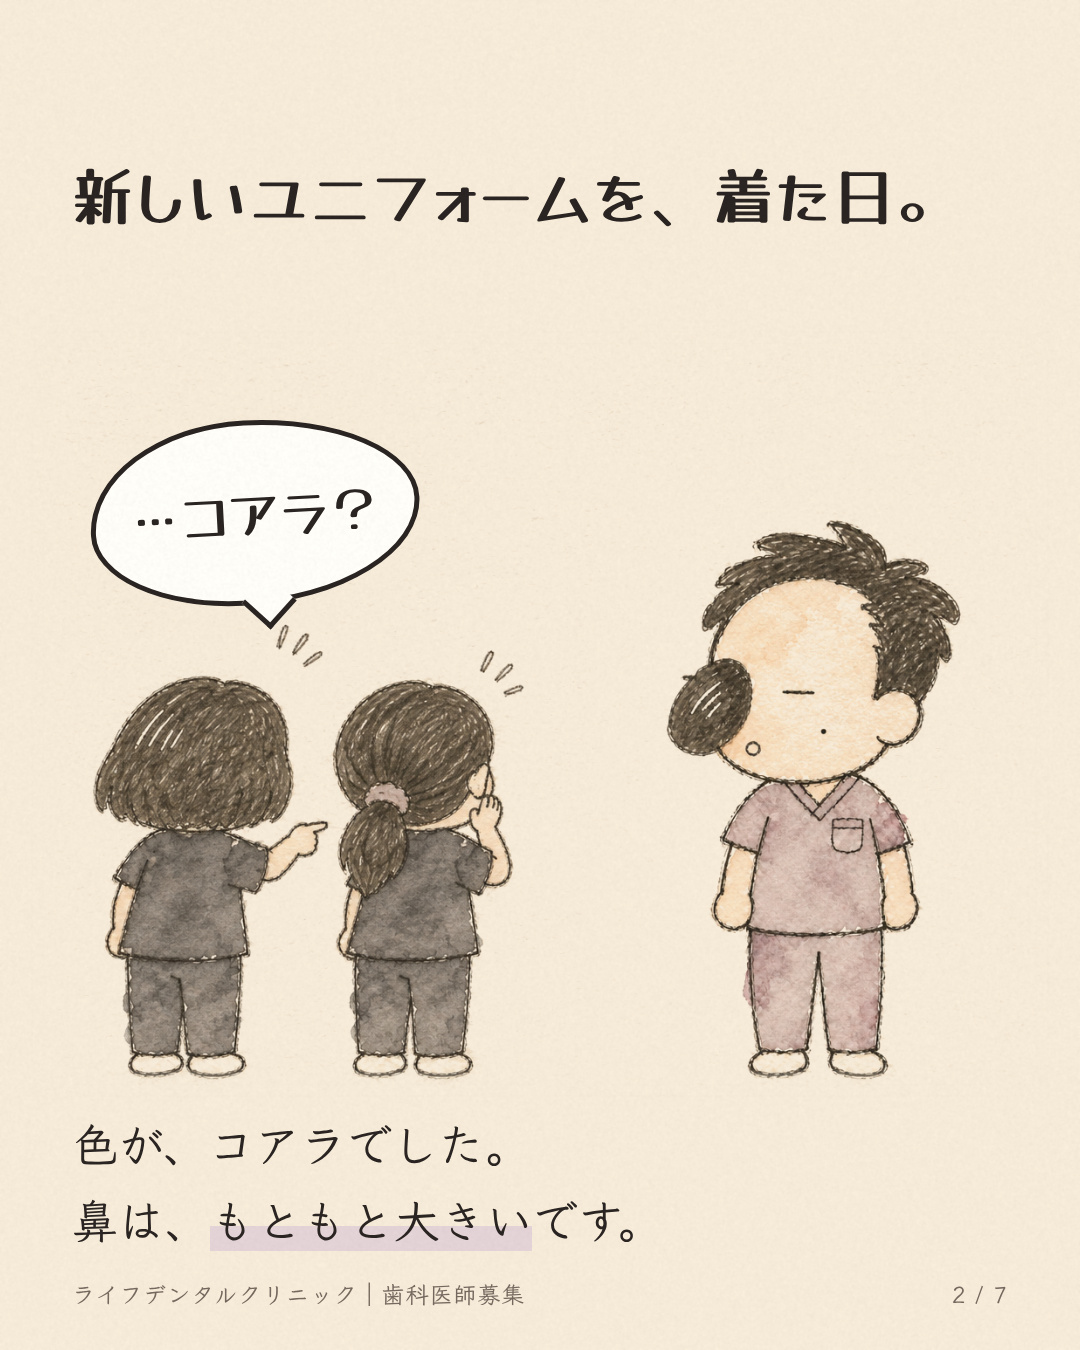 新しいユニフォームを、着た日。
…コアラ？
色が、コアラでした。
鼻は、もともと大きいです。
ライフデンタルクリニック｜歯科医師募集
2 / 7